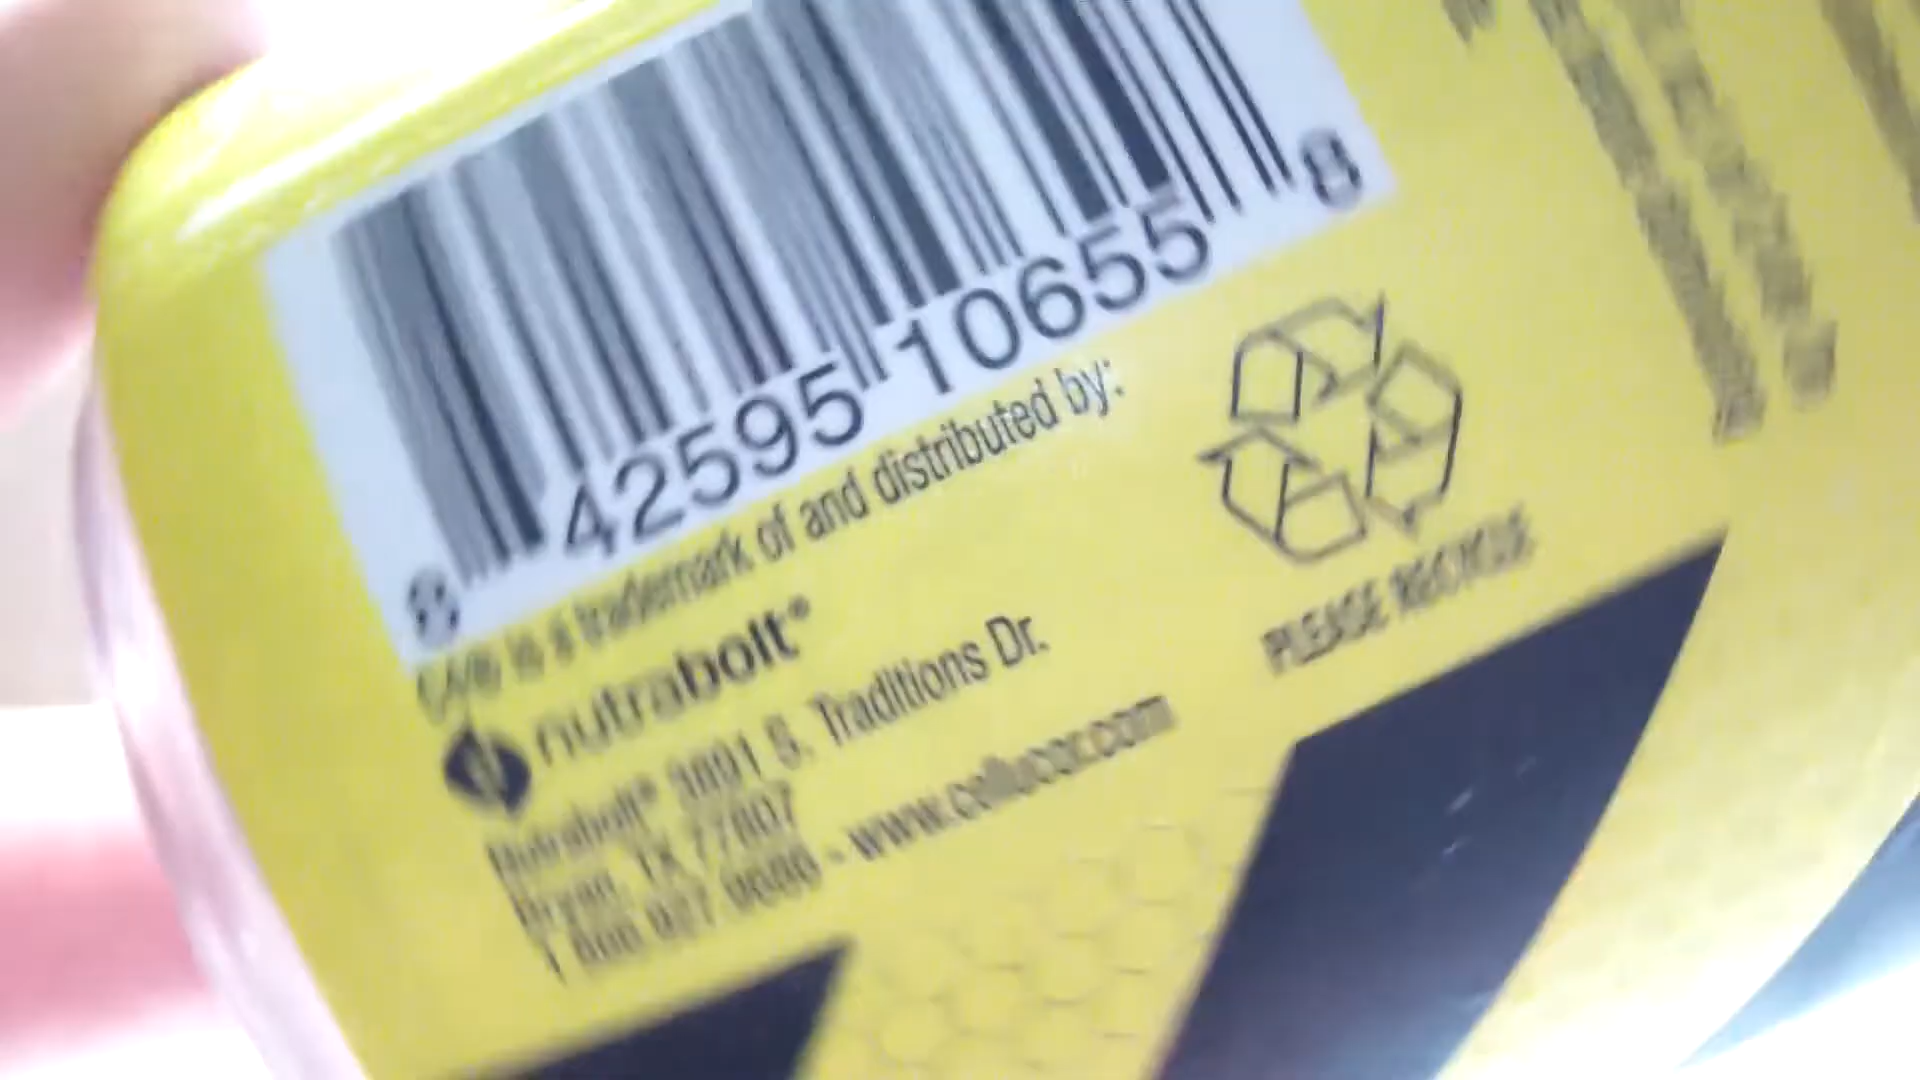 8 42595 10655 8
C4® is a trademark of and distributed by:
nutrabolt®
Nutrabolt® 3891 S. Traditions Dr.
Bryan, TX 77807
www.cellucor.com
PLEASE RECYCLE